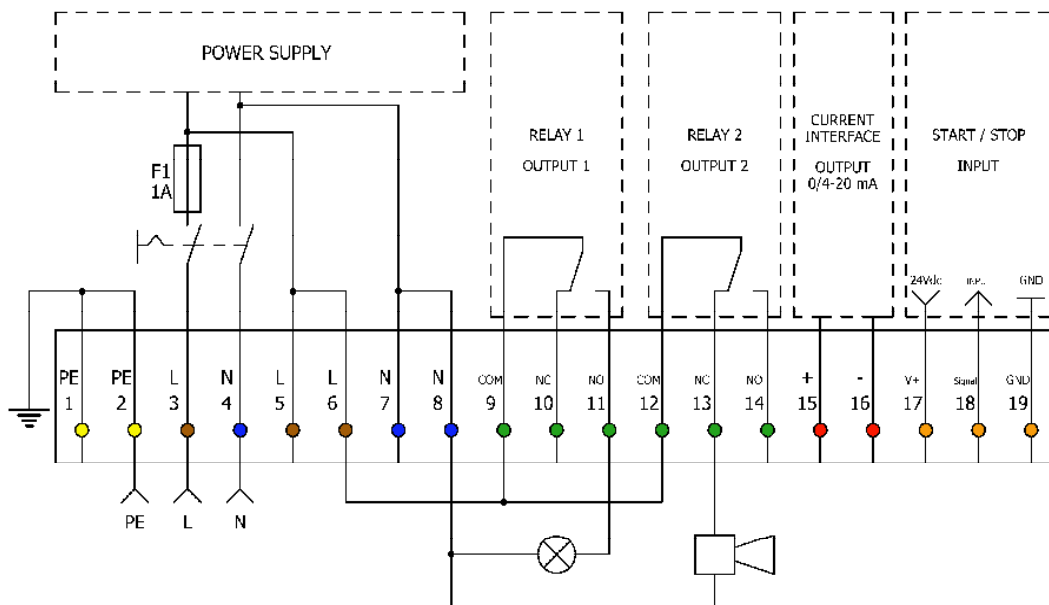 POWER SUPPLY
RELAY 1
OUTPUT 1
RELAY 2
OUTPUT 2
CURRENT
INTERFACE
OUTPUT
0/4-20 mA
START / STOP
INPUT
F1
1A
24Vdc
GND
PE PE L N L L N N COM NC NO COM NC NO + - V+ Signal GND
1 2 3 4 5 6 7 8 9 10 11 12 13 14 15 16 17 18 19
PE L N